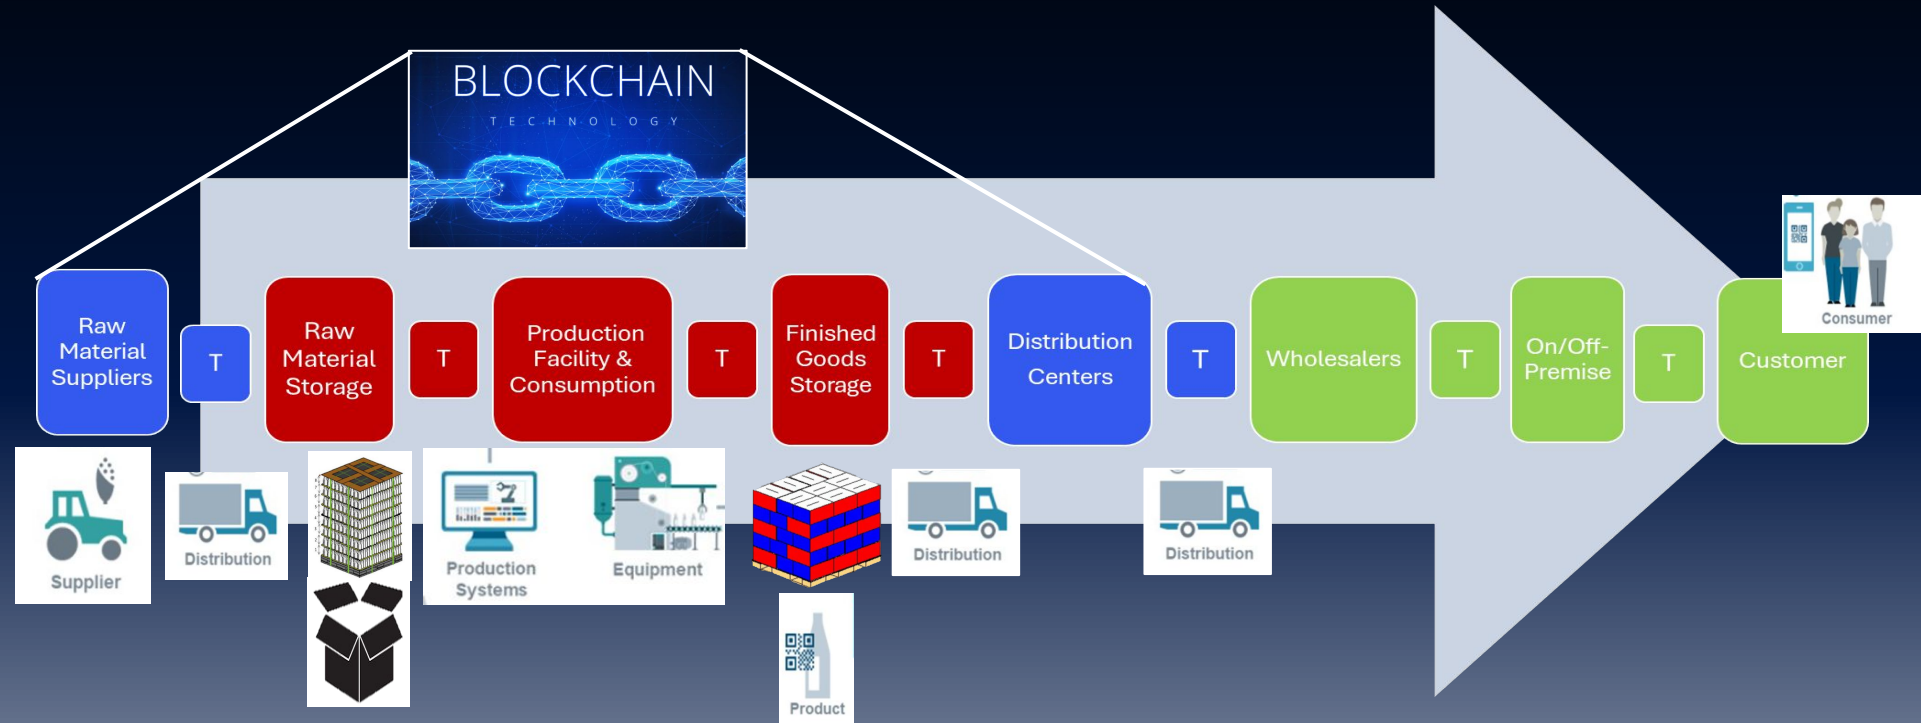 BLOCKCHAIN
TECHNOLOGY
Raw
Material
Suppliers
T
Raw
Material
Storage
T
Production
Facility &
Consumption
T
Finished
Goods
Storage
T
Distribution
Centers
T
Wholesalers
T
On/Off-
Premise
T
Customer
Consumer
Supplier
Distribution
Production
Systems
Equipment
Distribution
Distribution
Product